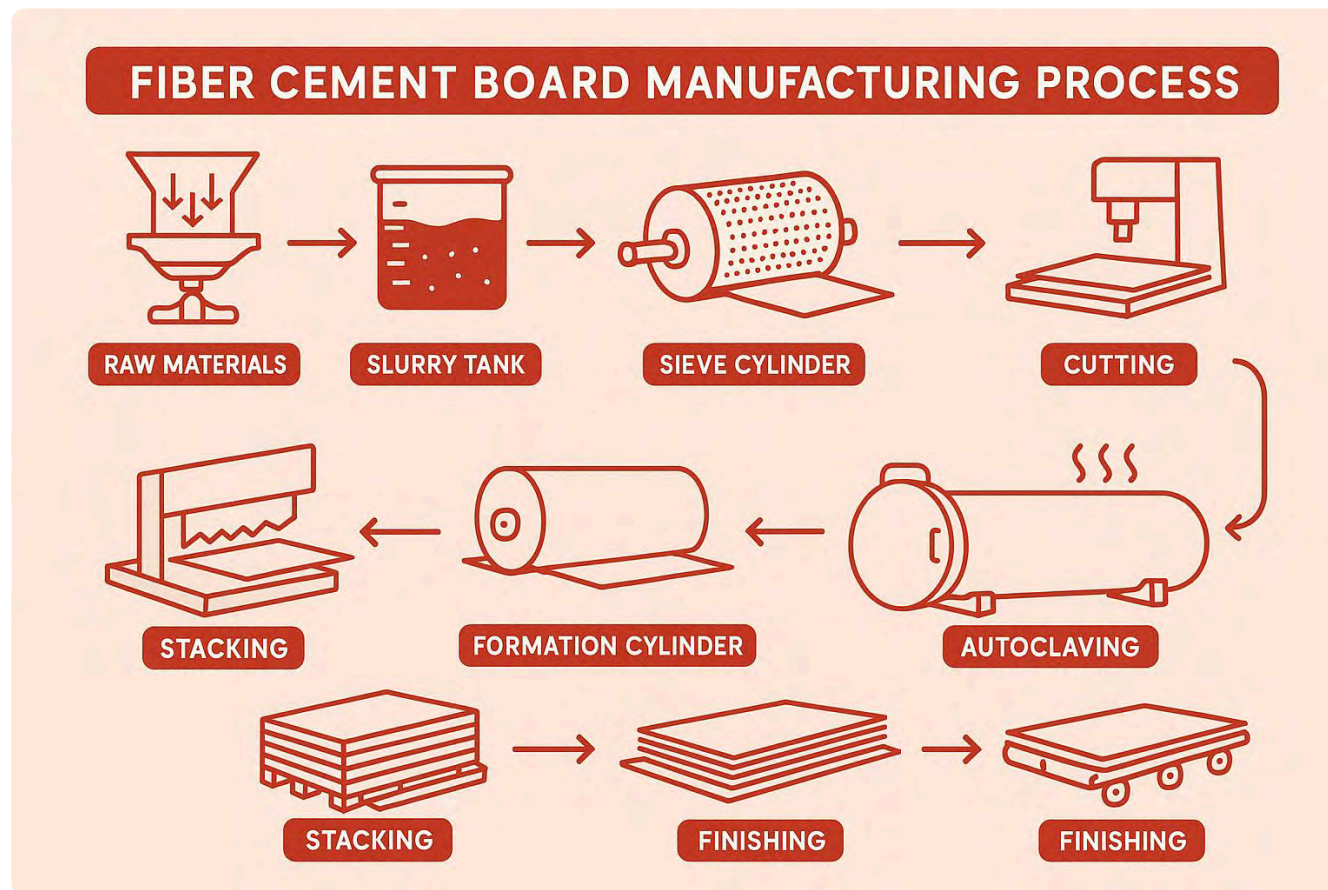 FIBER CEMENT BOARD MANUFACTURING PROCESS
RAW MATERIALS
SLURRY TANK
SIEVE CYLINDER
CUTTING
STACKING
FORMATION CYLINDER
AUTOCLAVING
STACKING
FINISHING
FINISHING